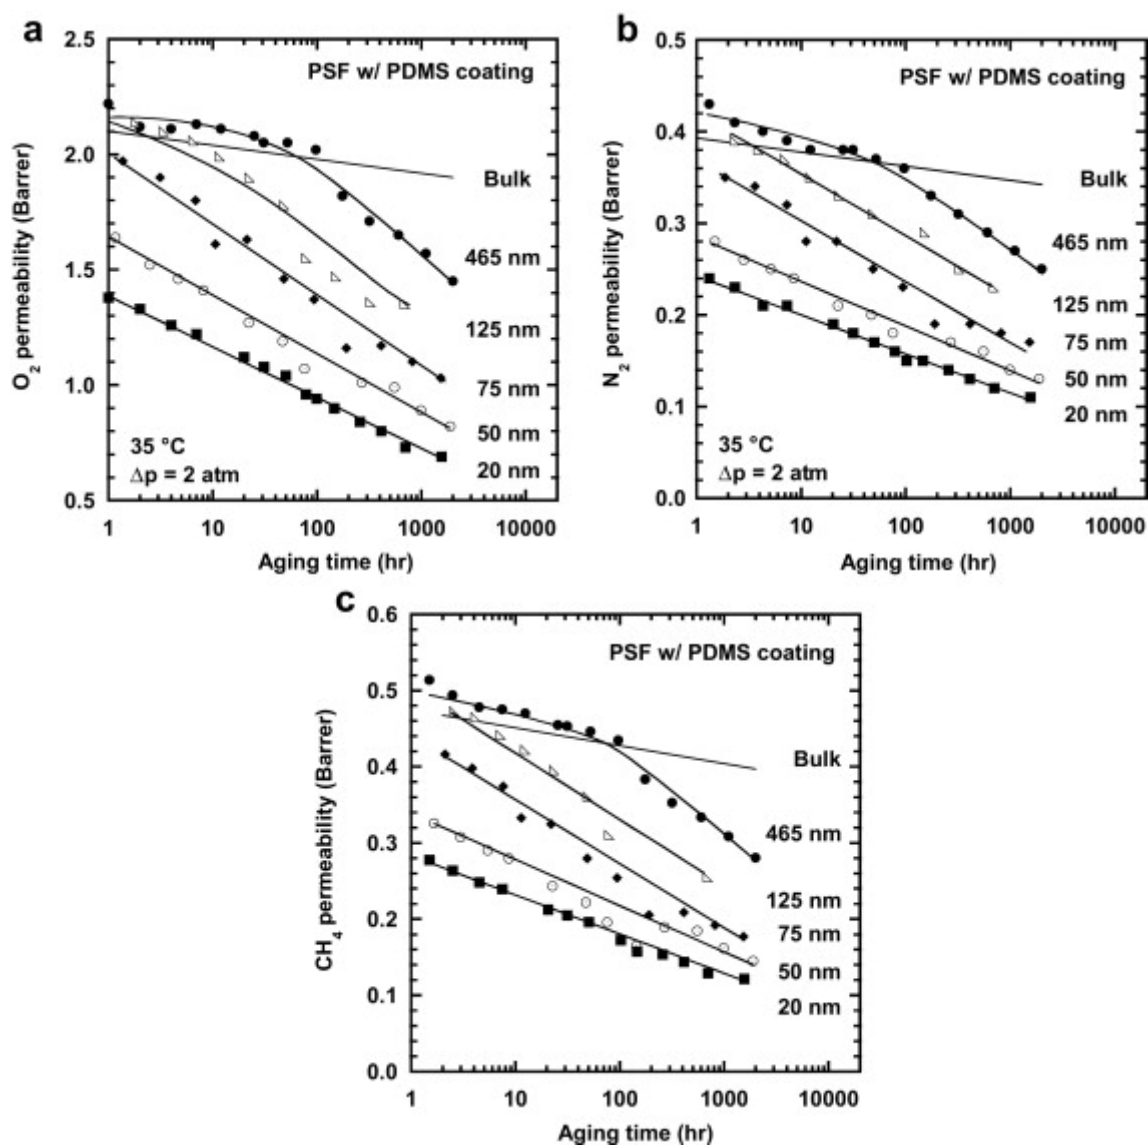 a
PSF w/ PDMS coating
O₂ permeability (Barrer)
2.5
2.0
1.5
1.0
0.5
Bulk
465 nm
125 nm
75 nm
50 nm
20 nm
35 °C
Δp = 2 atm
1 10 100 1000 10000
Aging time (hr)
b
PSF w/ PDMS coating
N₂ permeability (Barrer)
0.5
0.4
0.3
0.2
0.1
0.0
Bulk
465 nm
125 nm
75 nm
50 nm
20 nm
35 °C
Δp = 2 atm
1 10 100 1000 10000
Aging time (hr)
c
PSF w/ PDMS coating
CH₄ permeability (Barrer)
0.6
0.5
0.4
0.3
0.2
0.1
0.0
Bulk
465 nm
125 nm
75 nm
50 nm
20 nm
1 10 100 1000 10000
Aging time (hr)